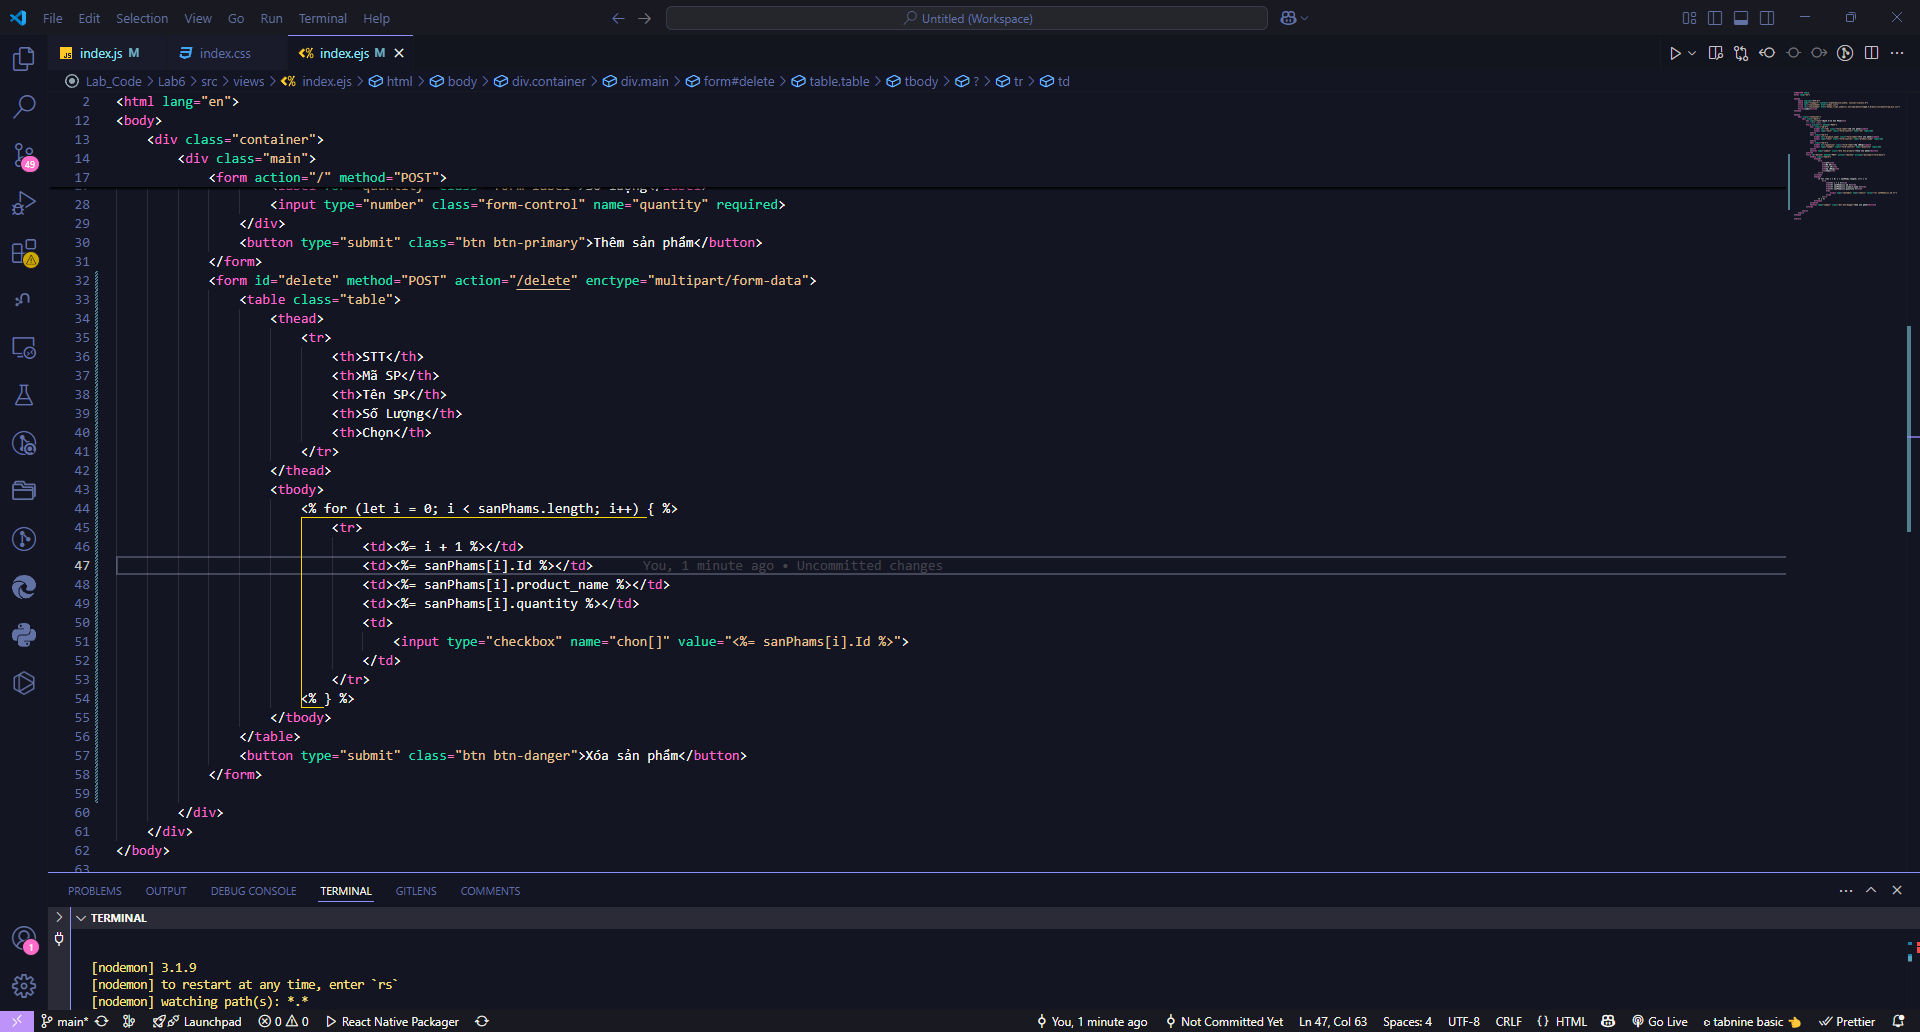 File Edit Selection View Go Run Terminal Help
Untitled (Workspace)
index.js M index.css index.ejs M
Lab_Code > Lab6 > src > views > index.ejs > html > body > div.container > div.main > form#delete > table.table > tbody > ? > tr > td
2 <html lang="en">
12 <body>
13 <div class="container">
14 <div class="main">
17 <form action="/" method="POST">
28 <input type="number" class="form-control" name="quantity" required>
29 </div>
30 <button type="submit" class="btn btn-primary">Thêm sản phẩm</button>
31 </form>
32 <form id="delete" method="POST" action="/delete" enctype="multipart/form-data">
33 <table class="table">
34 <thead>
35 <tr>
36 <th>STT</th>
37 <th>Mã SP</th>
38 <th>Tên SP</th>
39 <th>Số Lượng</th>
40 <th>Chọn</th>
41 </tr>
42 </thead>
43 <tbody>
44 <% for (let i = 0; i < sanPhams.length; i++) { %>
45 <tr>
46 <td><%= i + 1 %></td>
47 <td><%= sanPhams[i].Id %></td> You, 1 minute ago • Uncommitted changes
48 <td><%= sanPhams[i].product_name %></td>
49 <td><%= sanPhams[i].quantity %></td>
50 <td>
51 <input type="checkbox" name="chon[]" value="<%= sanPhams[i].Id %>">
52 </td>
53 </tr>
54 <% } %>
55 </tbody>
56 </table>
57 <button type="submit" class="btn btn-danger">Xóa sản phẩm</button>
58 </form>
59
60 </div>
61 </div>
62 </body>
63
49
1
PROBLEMS OUTPUT DEBUG CONSOLE TERMINAL GITLENS COMMENTS
TERMINAL
[nodemon] 3.1.9
[nodemon] to restart at any time, enter `rs`
[nodemon] watching path(s): *.*
main* Launchpad 0 0 React Native Packager You, 1 minute ago Not Committed Yet Ln 47, Col 63 Spaces: 4 UTF-8 CRLF {} HTML Go Live tabnine basic Prettier